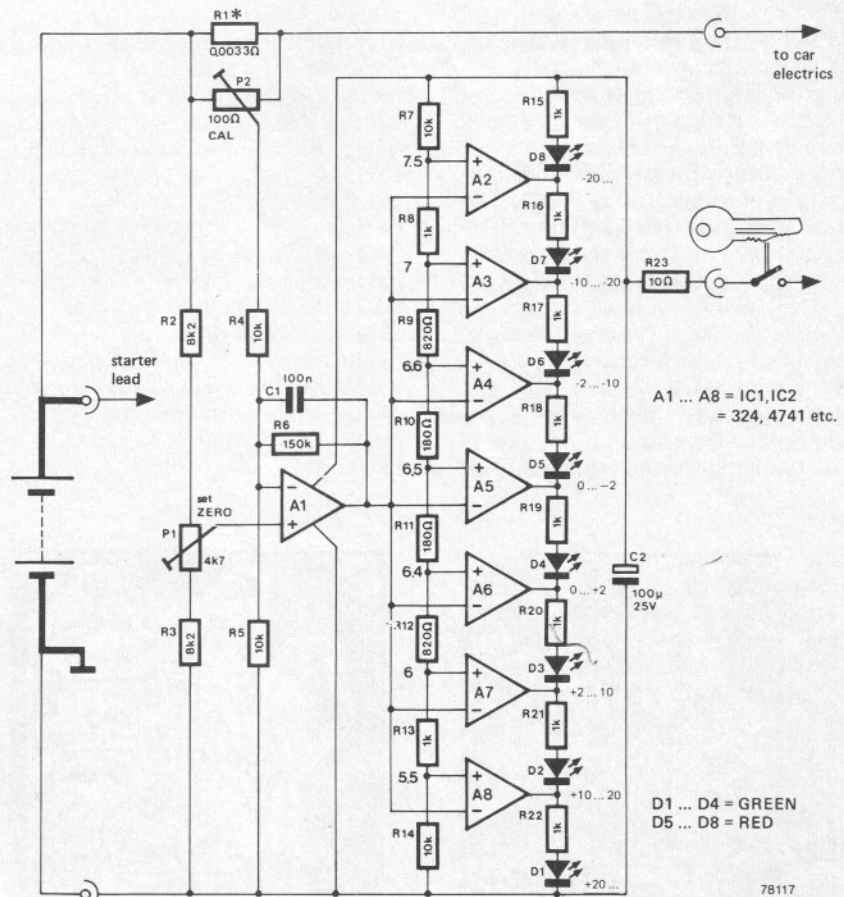 R1*
0,0033Ω
P2
100Ω
CAL
to car
electrics
R7
10k
R15
1k
D8
7,5
A2
+
−
-20...
R8
1k
R16
1k
D7
7
A3
+
−
-10...-20
R23
10Ω
R2
8k2
R4
10k
R9
820Ω
R17
1k
D6
starter
lead
6,6
A4
+
−
-2...-10
C1
100n
R6
150k
R10
180Ω
R18
1k
D5
A1 ... A8 = IC1, IC2
= 324, 4741 etc.
6,5
A5
+
−
0...-2
set
ZERO
P1
4k7
A1
−
+
R11
180Ω
R19
1k
D4
6,4
A6
+
−
0...+2
C2
100µ
25V
R3
8k2
R5
10k
R12
820Ω
R20
1k
D3
6
A7
+
−
+2...10
R13
1k
R21
1k
D2
5,5
A8
+
−
+10...20
R14
10k
R22
1k
D1
+20...
D1 ... D4 = GREEN
D5 ... D8 = RED
78117